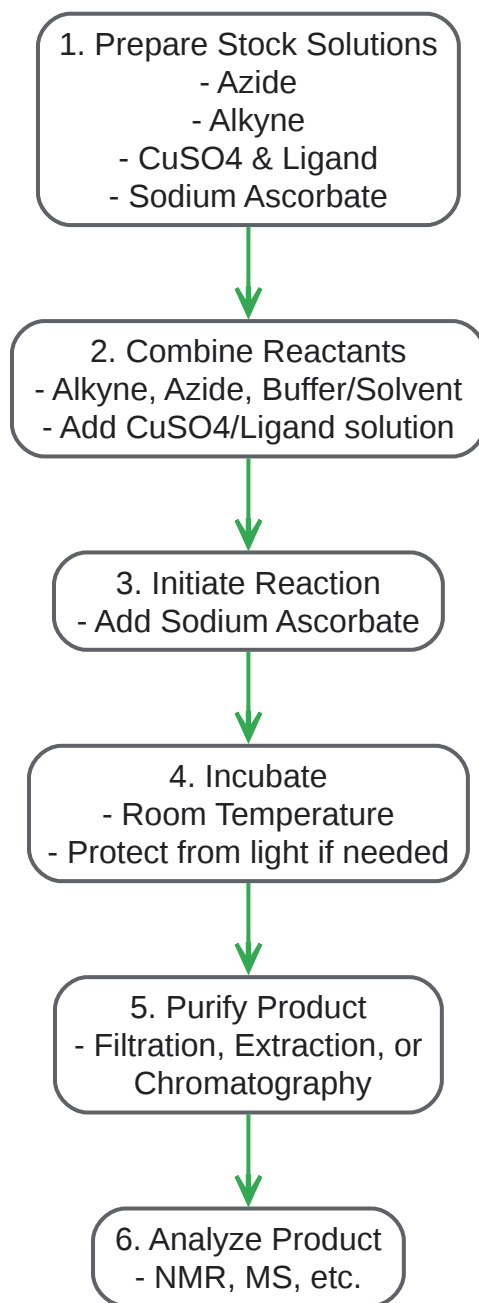 1. Prepare Stock Solutions
- Azide
- Alkyne
- CuSO4 & Ligand
- Sodium Ascorbate
2. Combine Reactants
- Alkyne, Azide, Buffer/Solvent
- Add CuSO4/Ligand solution
3. Initiate Reaction
- Add Sodium Ascorbate
4. Incubate
- Room Temperature
- Protect from light if needed
5. Purify Product
- Filtration, Extraction, or
Chromatography
6. Analyze Product
- NMR, MS, etc.